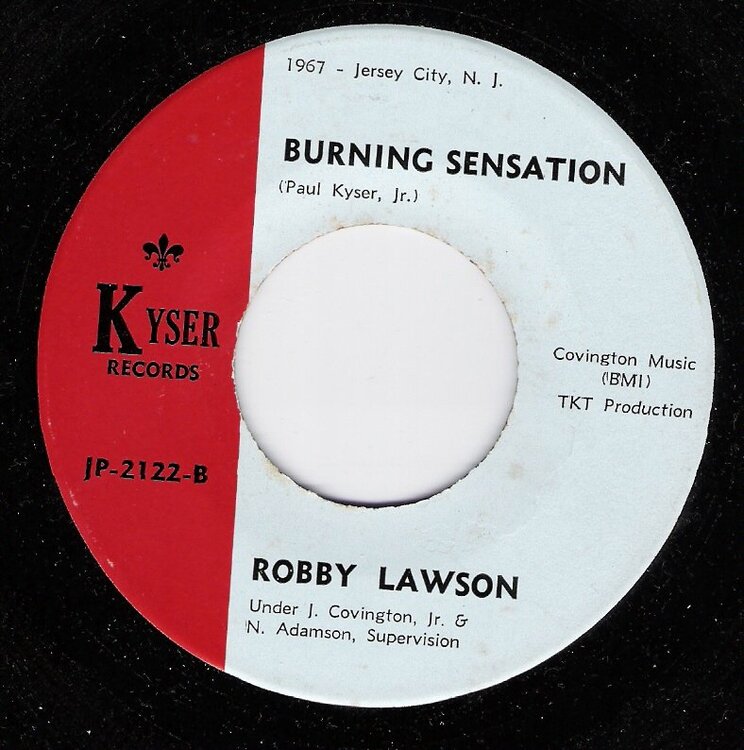 1967 - Jersey City, N. J.
BURNING SENSATION
(Paul Kyser, Jr.)
KYSER
RECORDS
Covington Music
(BMI)
TKT Production
JP-2122-B
ROBBY LAWSON
Under J. Covington, Jr. &
N. Adamson, Supervision